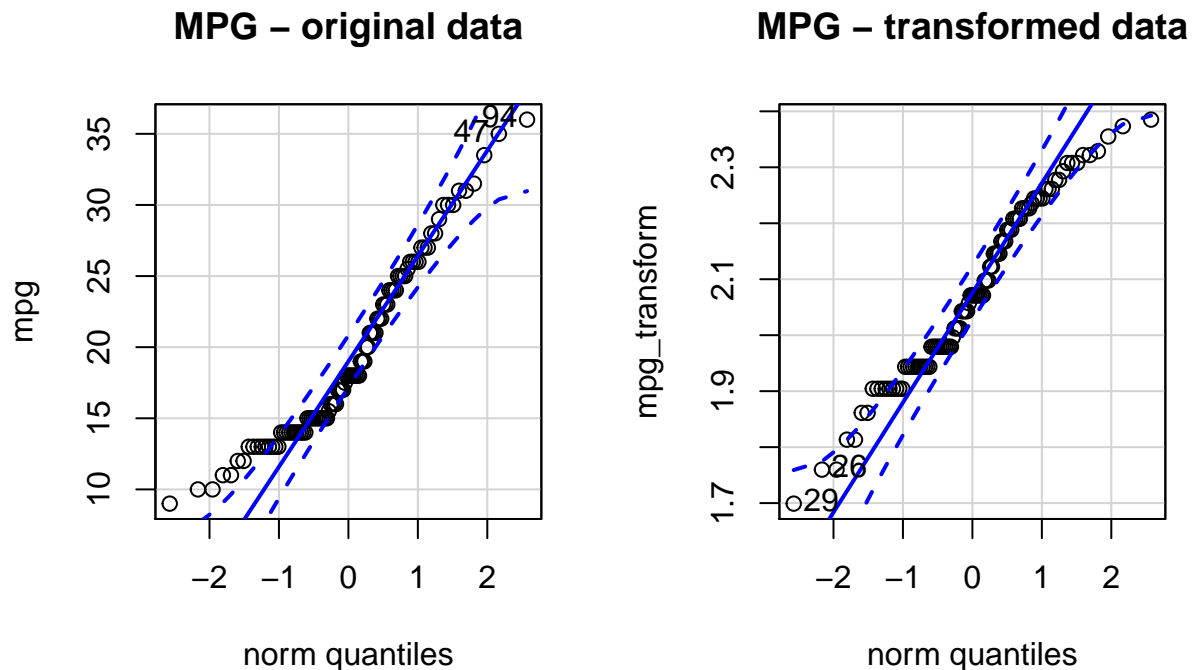 MPG – original data
mpg
35
30
25
20
15
10
94
47
−2 −1 0 1 2
norm quantiles
MPG – transformed data
mpg_transform
2.3
2.1
1.9
1.7
26
29
−2 −1 0 1 2
norm quantiles